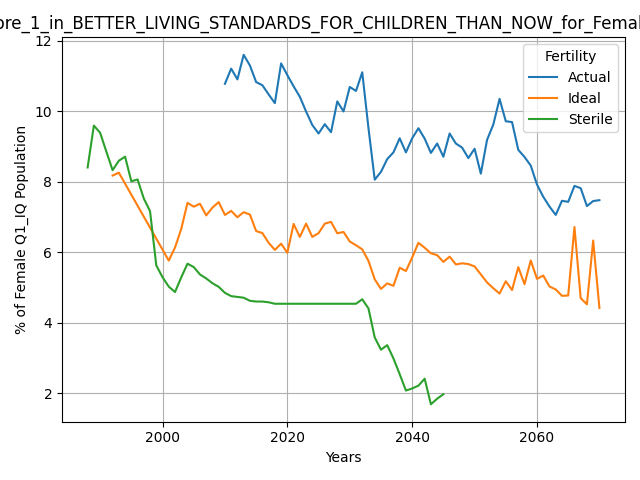 ore_1_in_BETTER_LIVING_STANDARDS_FOR_CHILDREN_THAN_NOW_for_Femal
12
10
8
6
4
2
% of Female Q1_IQ Population
2000
2020
2040
2060
Years
Fertility
Actual
Ideal
Sterile